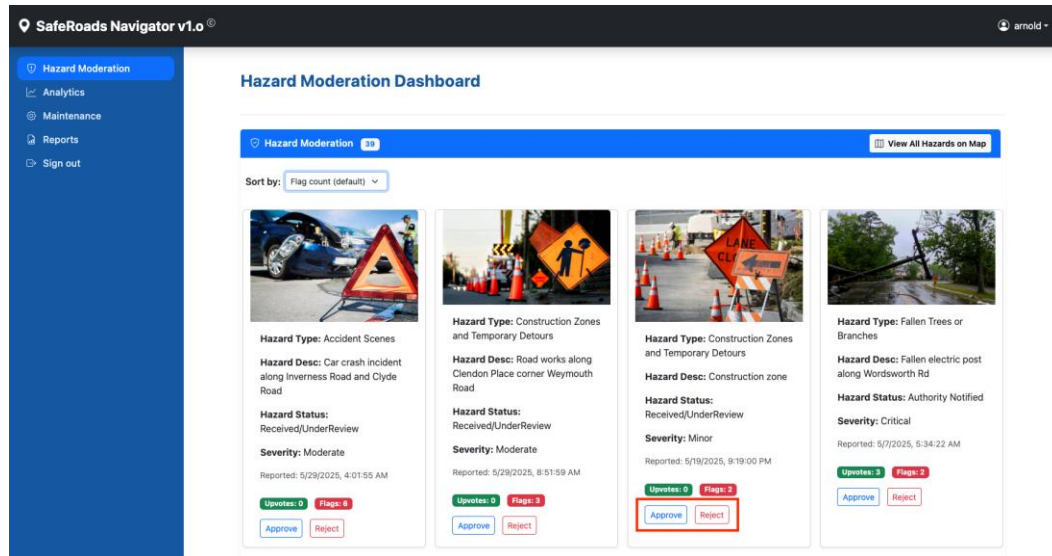 SafeRoads Navigator v1.o ©
arnold
Hazard Moderation
Analytics
Maintenance
Reports
Sign out
Hazard Moderation Dashboard
Hazard Moderation 39
View All Hazards on Map
Sort by: Flag count (default)
Hazard Type: Accident Scenes
Hazard Desc: Car crash incident
along Inverness Road and Clyde
Road
Hazard Status:
Received/UnderReview
Severity: Moderate
Reported: 5/29/2025, 4:01:55 AM
Upvotes: 0 Flags: 6
Approve Reject
Hazard Type: Construction Zones
and Temporary Detours
Hazard Desc: Road works along
Clendon Place corner Weymouth
Road
Hazard Status:
Received/UnderReview
Severity: Moderate
Reported: 5/29/2025, 8:51:59 AM
Upvotes: 0 Flags: 3
Approve Reject
LANE
Hazard Type: Construction Zones
and Temporary Detours
Hazard Desc: Construction zone
Hazard Status:
Received/UnderReview
Severity: Minor
Reported: 5/19/2025, 9:19:00 PM
Upvotes: 0 Flags: 2
Approve Reject
Hazard Type: Fallen Trees or
Branches
Hazard Desc: Fallen electric post
along Wordsworth Rd
Hazard Status: Authority Notified
Severity: Critical
Reported: 5/7/2025, 5:34:22 AM
Upvotes: 3 Flags: 2
Approve Reject